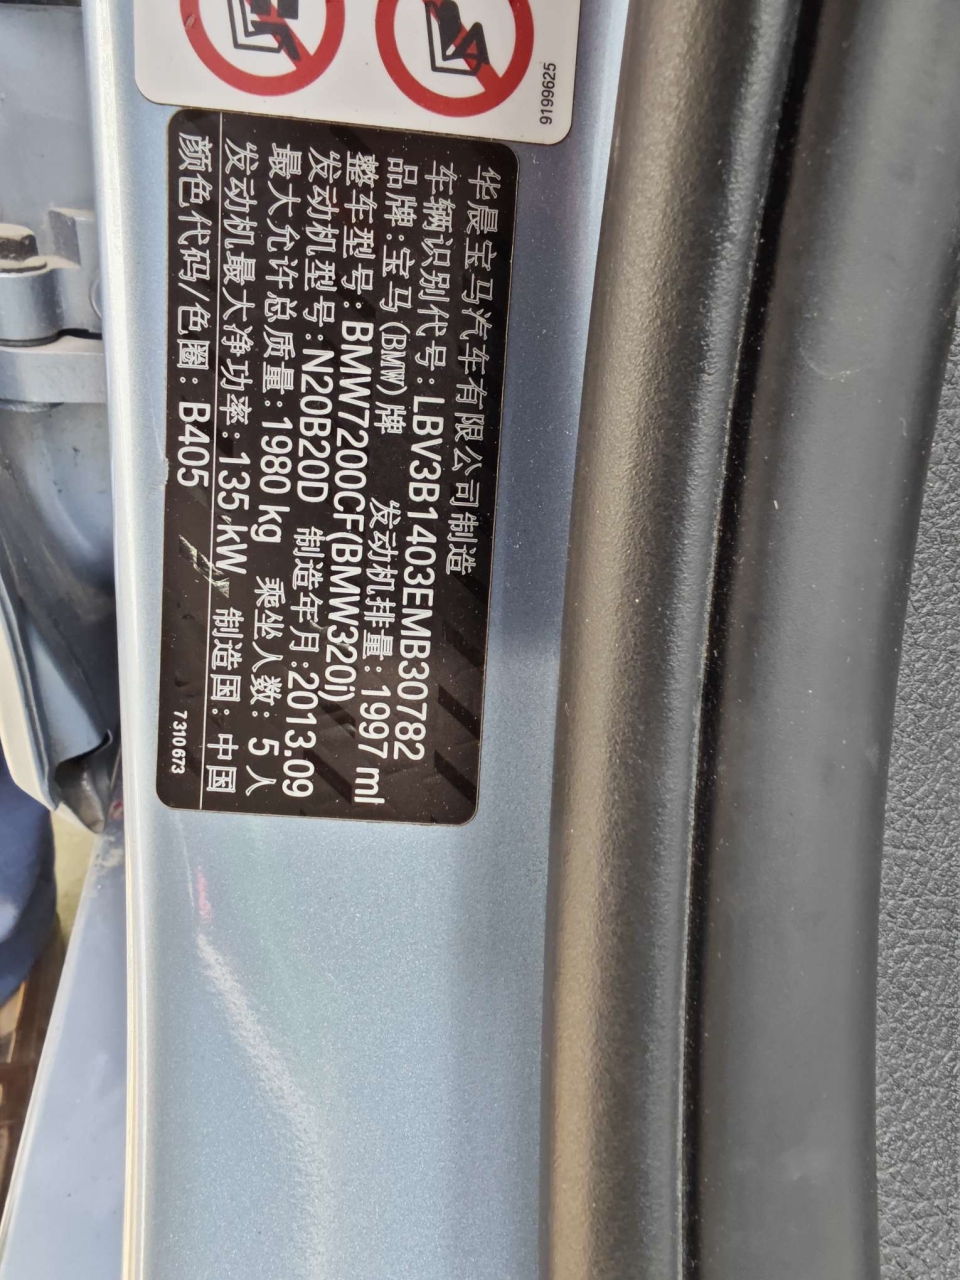 9199625
华晨宝马汽车有限公司制造
车辆识别代号：LBV3B1403EMB30782
品牌：宝马(BMW)牌 发动机排量：1997 ml
整车型号：BMW7200CF(BMW320i)
发动机型号：N20B20D 制造年月：2013.09
最大允许总质量：1980 kg 乘坐人数：5 人
发动机最大净功率：135 kW 制造国：中国
颜色代码/色圈：B405
7310673